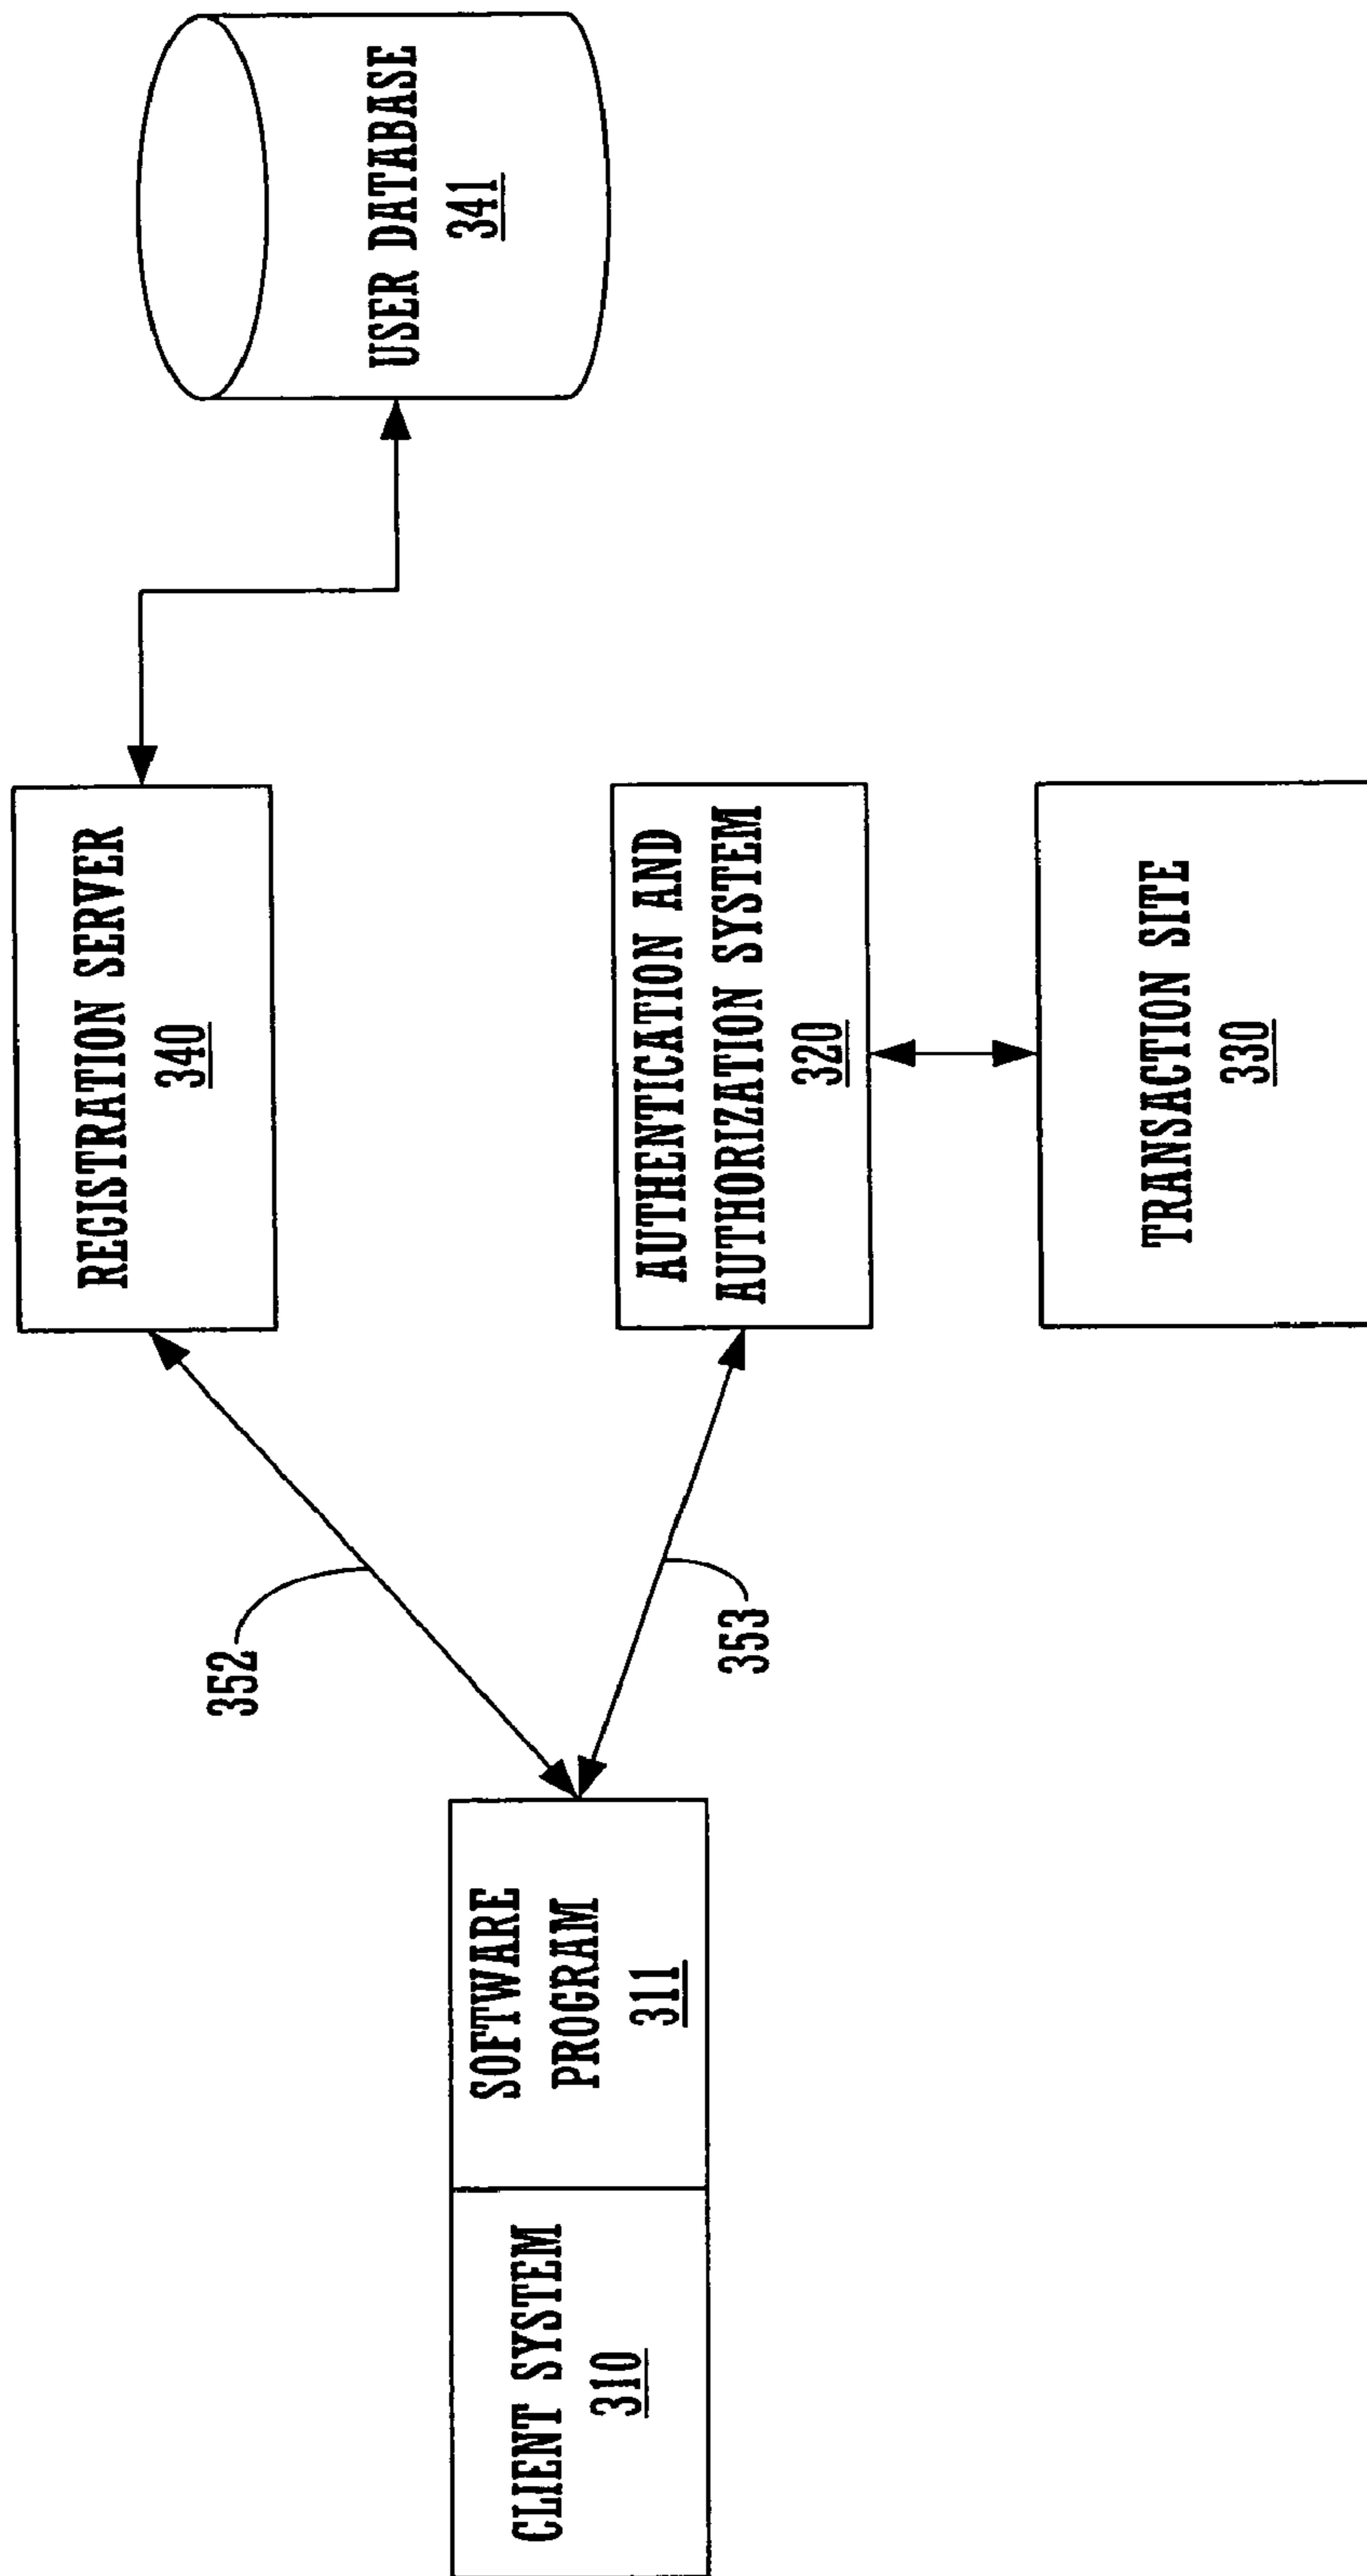 REGISTRATION SERVER
340
USER DATABASE
341
352
CLIENT SYSTEM
310
SOFTWARE
PROGRAM
311
353
AUTHENTICATION AND
AUTHORIZATION SYSTEM
320
TRANSACTION SITE
330